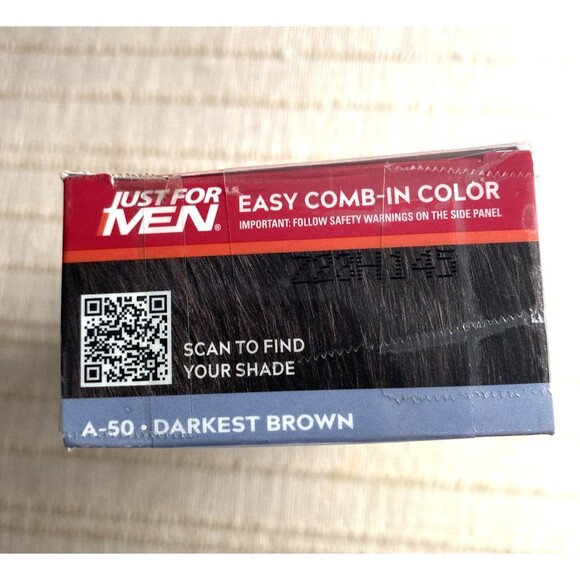 JUST FOR
MEN®
EASY COMB-IN COLOR
IMPORTANT: FOLLOW SAFETY WARNINGS ON THE SIDE PANEL
SCAN TO FIND
YOUR SHADE
A-50 • DARKEST BROWN